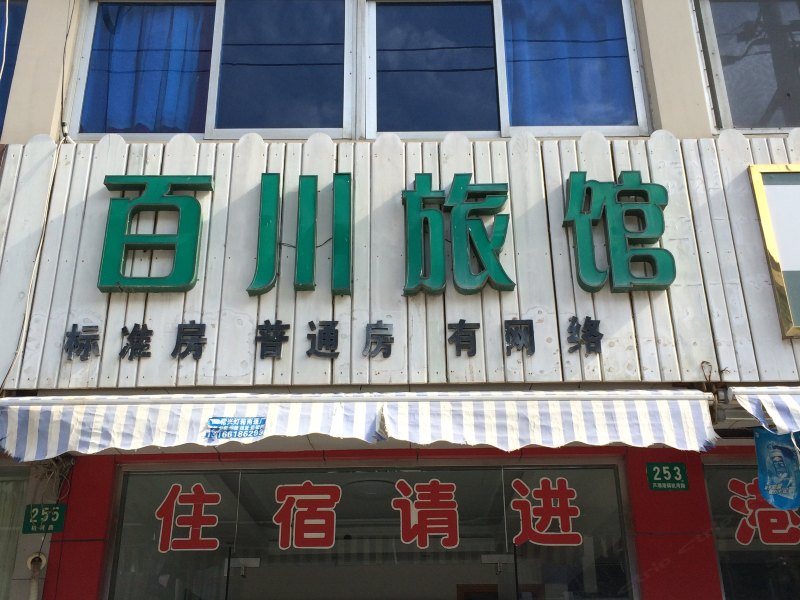 百川旅馆
标准房 普通房 有网络
住宿请进
253
255
港